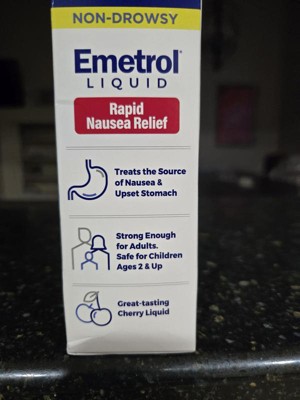 NON-DROWSY
Emetrol
LIQUID
Rapid
Nausea Relief
Treats the Source
of Nausea &
Upset Stomach
Strong Enough
for Adults.
Safe for Children
Ages 2 & Up
Great-tasting
Cherry Liquid